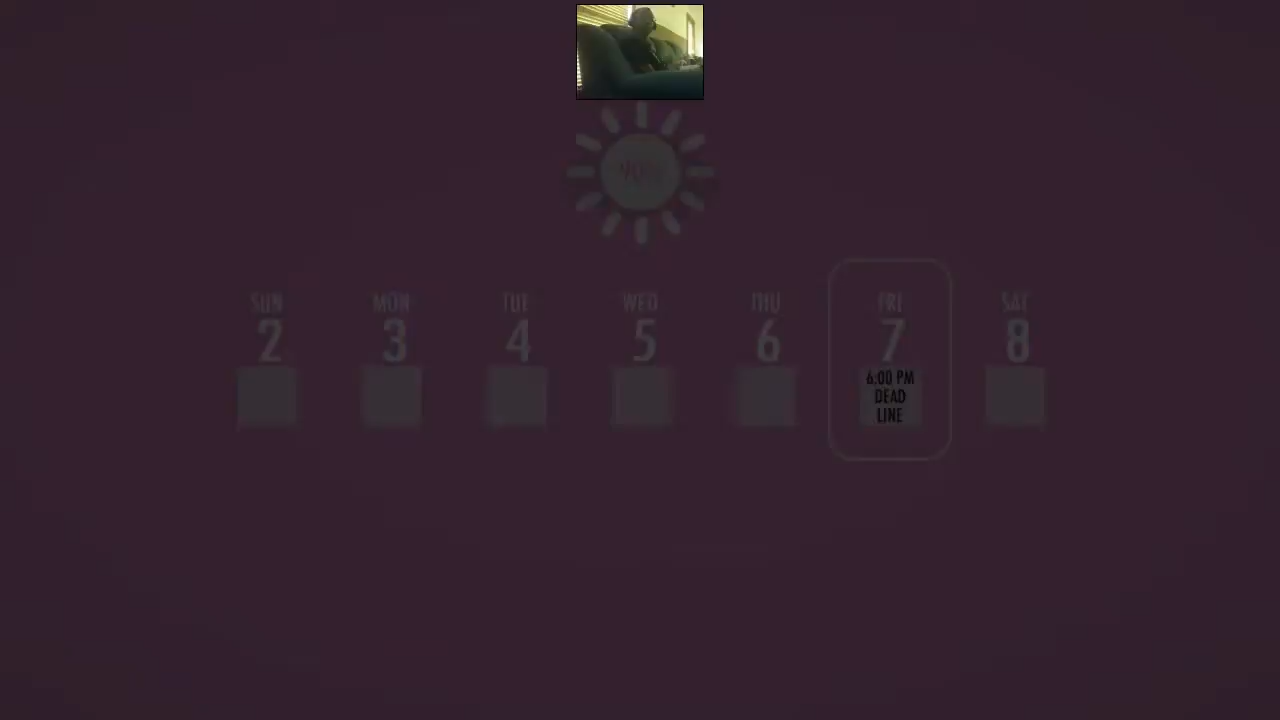 SUN MON TUE WED THU FRI SAT
2 3 4 5 6 7 8
6:00 PM
DEAD
LINE